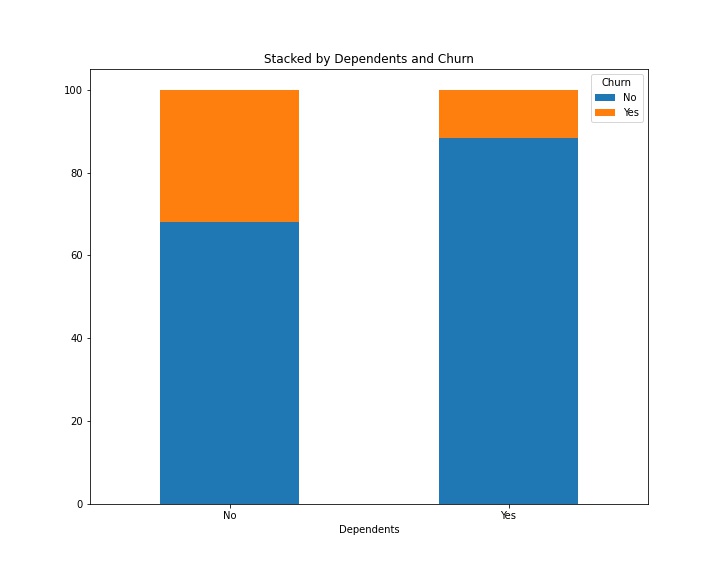 Stacked by Dependents and Churn
Churn
No
Yes
100
80
60
40
20
0
No Yes
Dependents